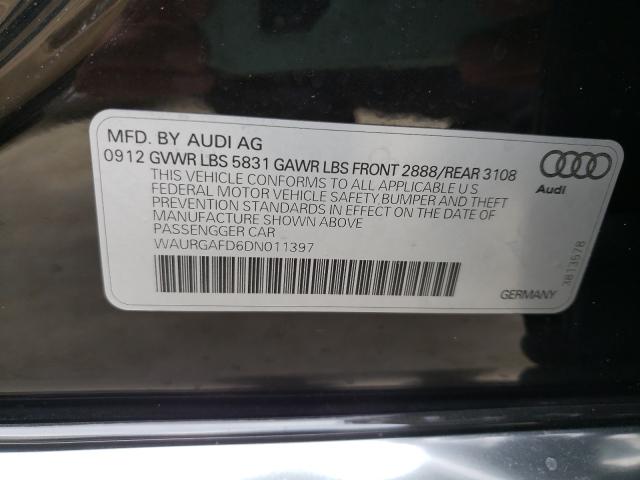 MFD. BY AUDI AG
0912 GVWR LBS 5831 GAWR LBS FRONT 2888/REAR 3108
THIS VEHICLE CONFORMS TO ALL APPLICABLE U S
FEDERAL MOTOR VEHICLE SAFETY,BUMPER AND THEFT
PREVENTION STANDARDS IN EFFECT ON THE DATE OF
MANUFACTURE SHOWN ABOVE
PASSENGER CAR
WAURGAFD6DN011397
Audi
3813578
GERMANY